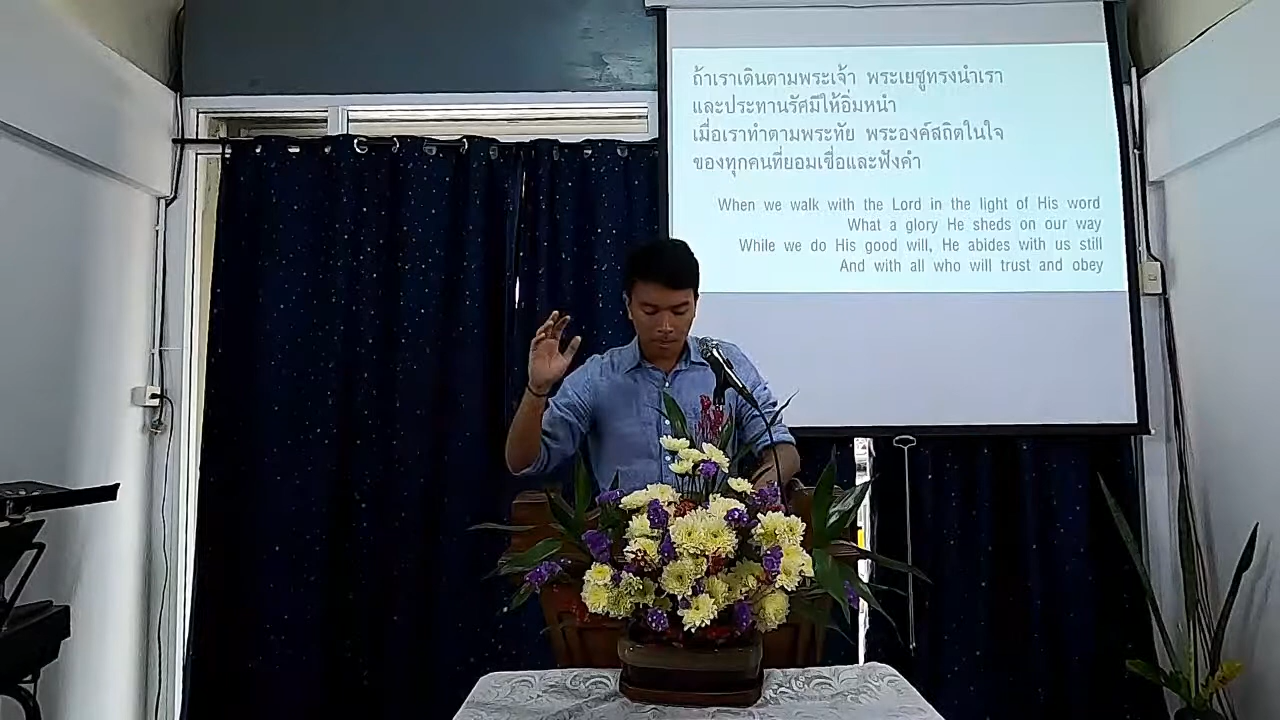 ถ้าเราเดินตามพระเจ้า พระเยซูทรงนำเรา
และประทานรัศมีให้อิ่มหนำ
เมื่อเราทำตามพระทัย พระองค์สถิตในใจ
ของทุกคนที่ยอมเชื่อและฟังคำ
When we walk with the Lord in the light of His word
What a glory He sheds on our way
While we do His good will, He abides with us still
And with all who will trust and obey